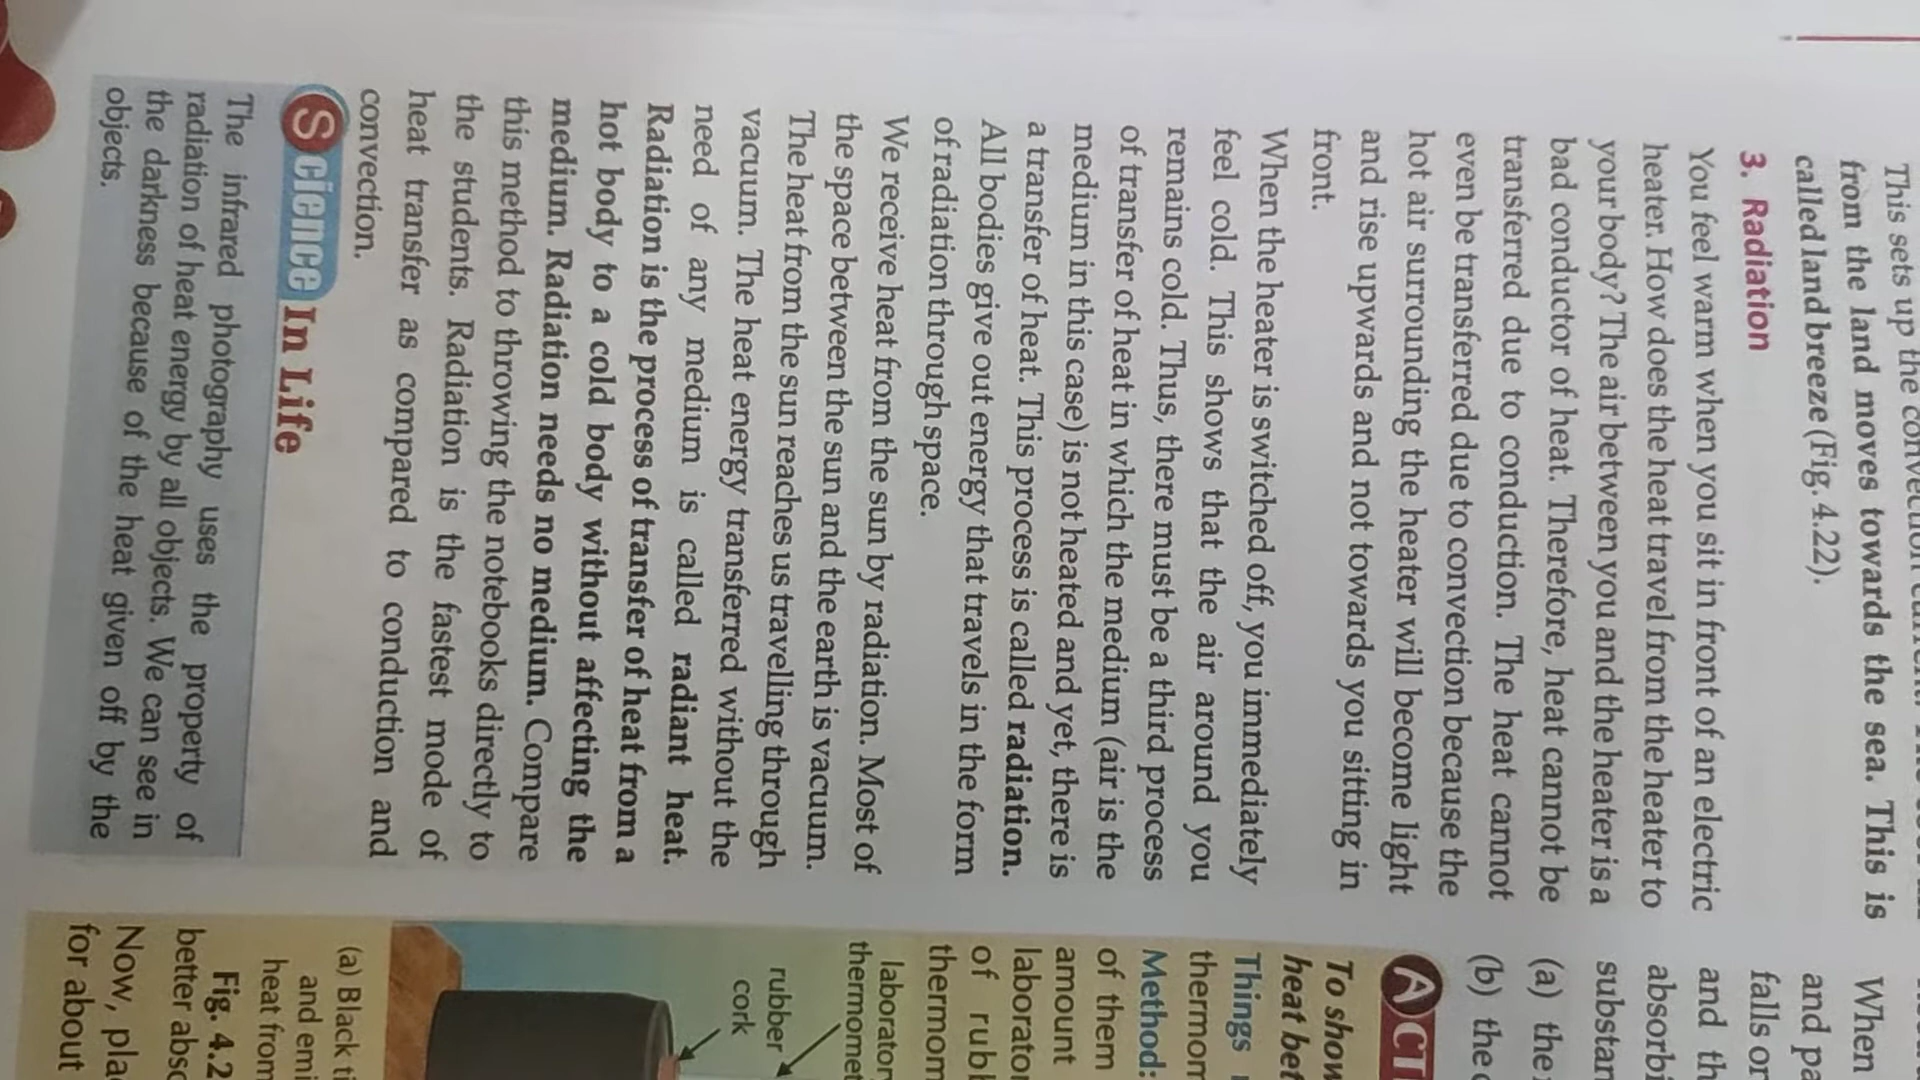 This sets up the convection current.
from the land moves towards the sea. This is
called land breeze (Fig. 4.22).
3. Radiation
You feel warm when you sit in front of an electric
heater. How does the heat travel from the heater to
your body? The air between you and the heater is a
bad conductor of heat. Therefore, heat cannot be
transferred due to conduction. The heat cannot
even be transferred due to convection because the
hot air surrounding the heater will become light
and rise upwards and not towards you sitting in
front.
When the heater is switched off, you immediately
feel cold. This shows that the air around you
remains cold. Thus, there must be a third process
of transfer of heat in which the medium (air is the
medium in this case) is not heated and yet, there is
a transfer of heat. This process is called radiation.
All bodies give out energy that travels in the form
of radiation through space.
We receive heat from the sun by radiation. Most of
the space between the sun and the earth is vacuum.
The heat from the sun reaches us travelling through
vacuum. The heat energy transferred without the
need of any medium is called radiant heat.
Radiation is the process of transfer of heat from a
hot body to a cold body without affecting the
medium. Radiation needs no medium. Compare
this method to throwing the notebooks directly to
the students. Radiation is the fastest mode of
heat transfer as compared to conduction and
convection.
Science In Life
The infrared photography uses the property of
radiation of heat energy by all objects. We can see in
the darkness because of the heat given off by the
objects.
When
and pa
falls or
and th
absorbi
substan
(a) the
(b) the
ACT
To show
heat bet
Things
thermom
Method:
of them
amount
laborator
of rubb
thermom
laborator
thermomet
rubber
cork
(a) Black ti
and emi
heat from
Fig. 4.2
better abso
Now, pla
for about